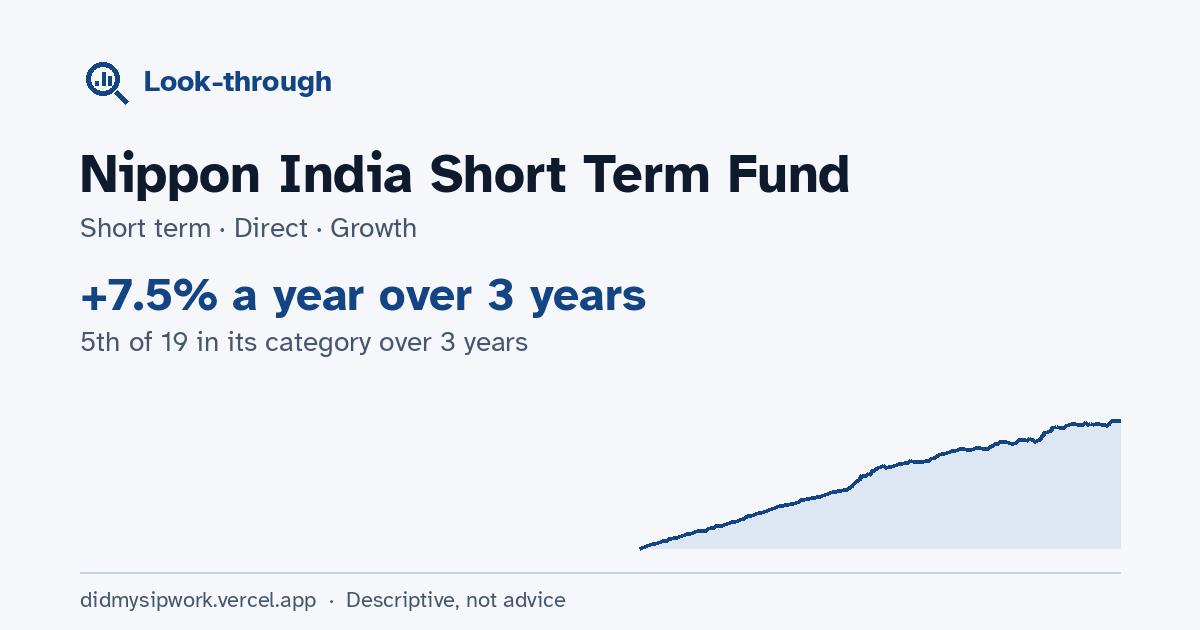 Look-through
Nippon India Short Term Fund
Short term · Direct · Growth
+7.5% a year over 3 years
5th of 19 in its category over 3 years
didmysipwork.vercel.app · Descriptive, not advice